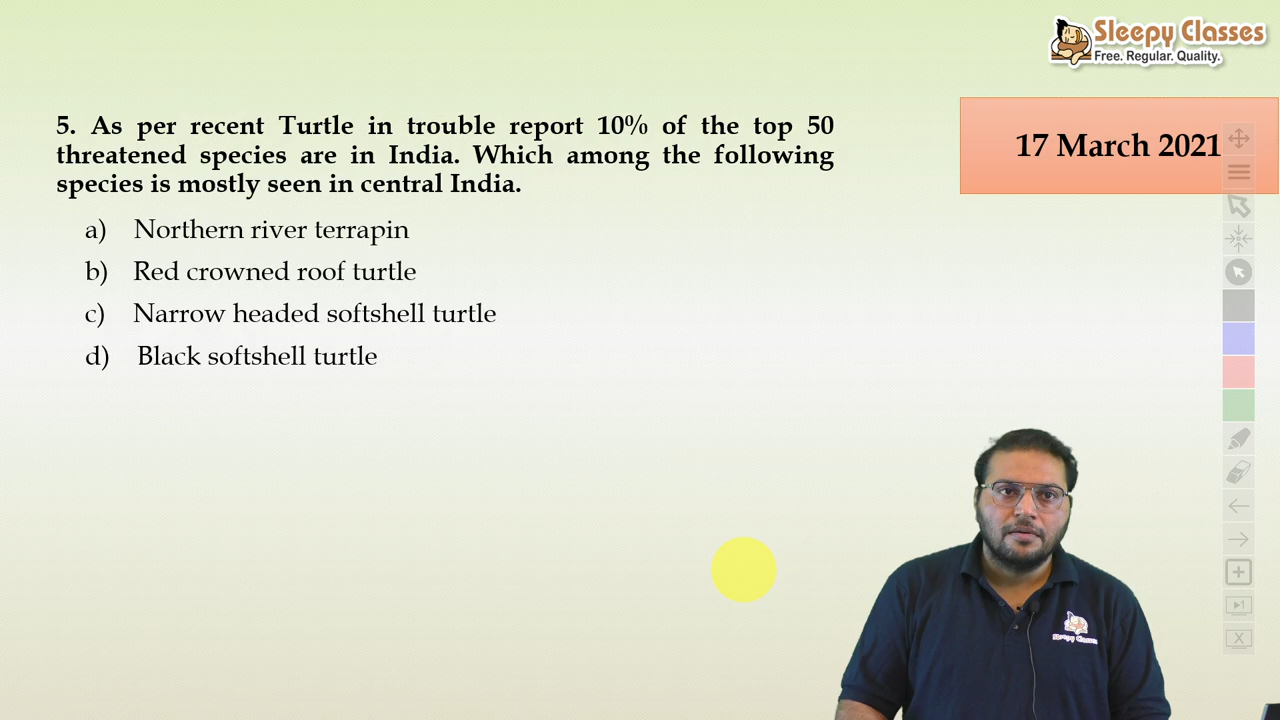 Sleepy Classes
Free. Regular. Quality.
17 March 2021
5. As per recent Turtle in trouble report 10% of the top 50
threatened species are in India. Which among the following
species is mostly seen in central India.
a) Northern river terrapin
b) Red crowned roof turtle
c) Narrow headed softshell turtle
d) Black softshell turtle
Sleepy Classes